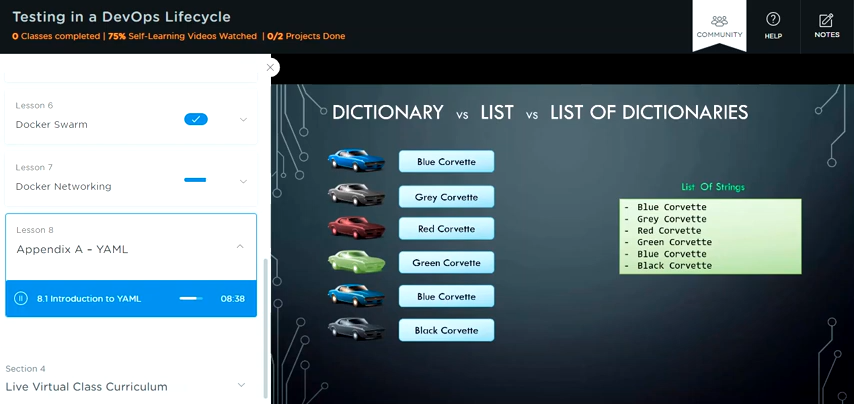 Testing in a DevOps Lifecycle
0 Classes completed | 75% Self-Learning Videos Watched | 0/2 Projects Done
COMMUNITY
HELP
NOTES
Lesson 6
Docker Swarm
Lesson 7
Docker Networking
Lesson 8
Appendix A – YAML
8.1 Introduction to YAML
08:38
Section 4
Live Virtual Class Curriculum
DICTIONARY vs LIST vs LIST OF DICTIONARIES
Blue Corvette
Grey Corvette
Red Corvette
Green Corvette
Blue Corvette
Black Corvette
List Of Strings
- Blue Corvette
- Grey Corvette
- Red Corvette
- Green Corvette
- Blue Corvette
- Black Corvette